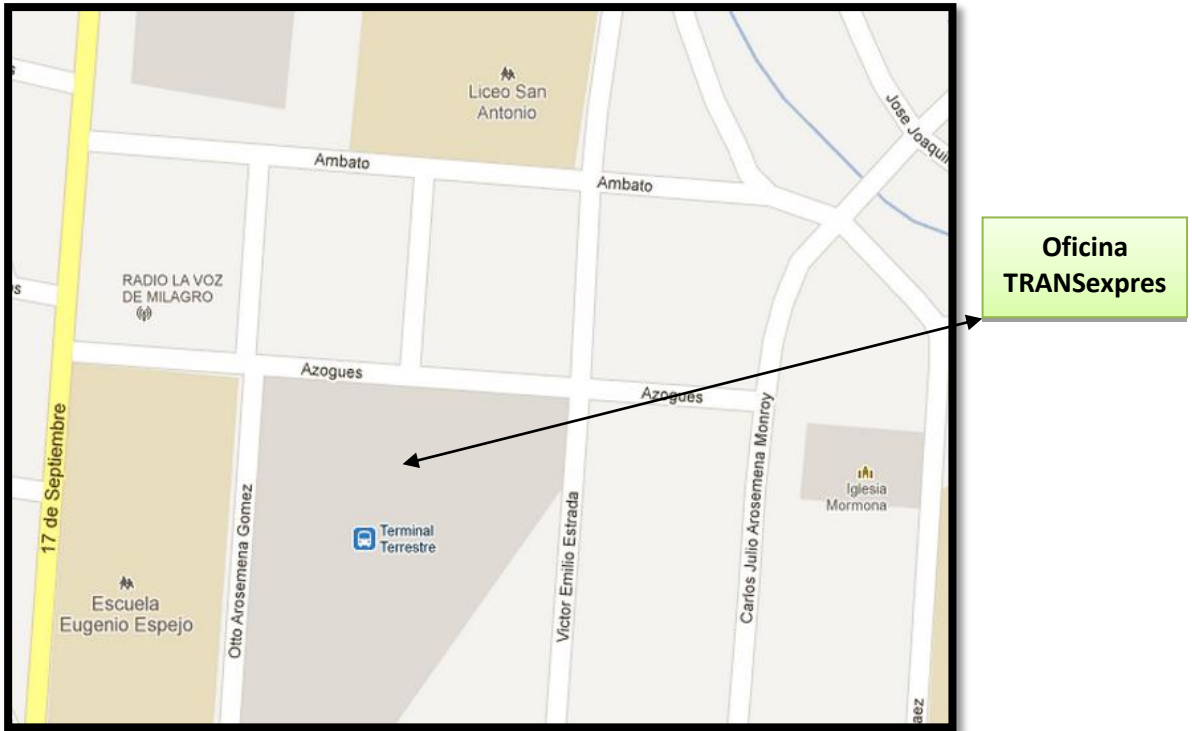 Liceo San
Antonio
Jose Joaquin
Ambato
Ambato
Oficina
TRANSexpres
RADIO LA VOZ
DE MILAGRO
Azogues
Azogues
17 de Septiembre
Otto Arosemena Gomez
Victor Emilio Estrada
Carlos Julio Arosemena Monroy
Iglesia
Mormona
Terminal
Terrestre
Escuela
Eugenio Espejo
aez